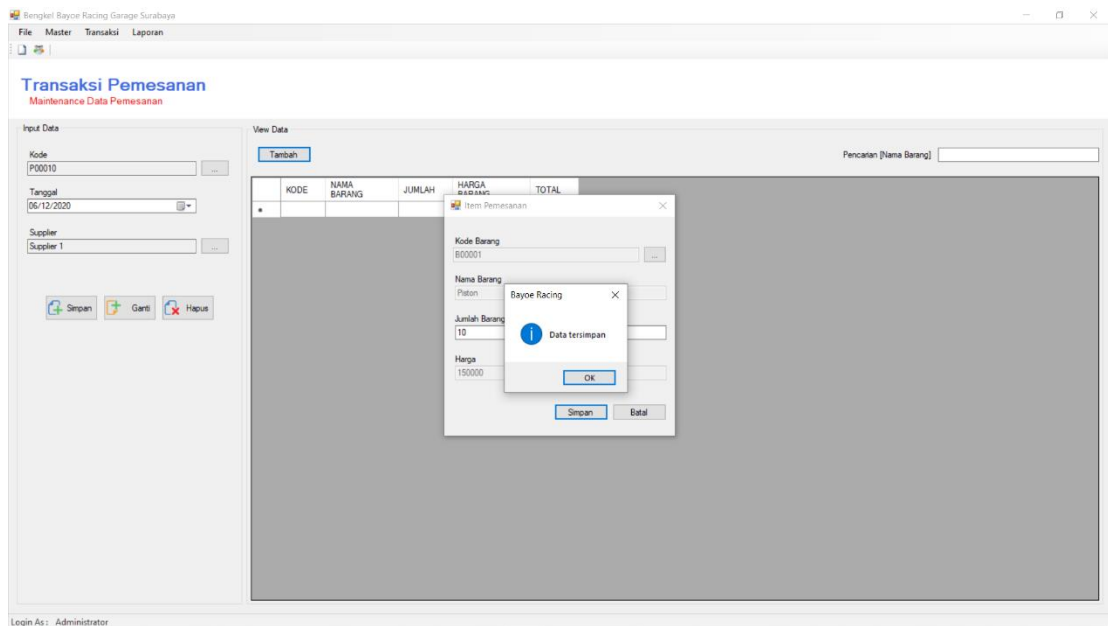 Bengkel Bayoe Racing Garage Surabaya
File Master Transaksi Laporan
Transaksi Pemesanan
Maintenance Data Pemesanan
Input Data
Kode
P00010
...
Tanggal
06/12/2020
Supplier
Supplier 1
...
Simpan Ganti Hapus
View Data
Tambah
Pencarian [Nama Barang]
KODE NAMA BARANG JUMLAH HARGA BARANG TOTAL
Item Pemesanan
Kode Barang
B00001
...
Nama Barang
Piston
Jumlah Barang
10
Harga
150000
Simpan Batal
Bayoe Racing
Data tersimpan
OK
Login As : Administrator